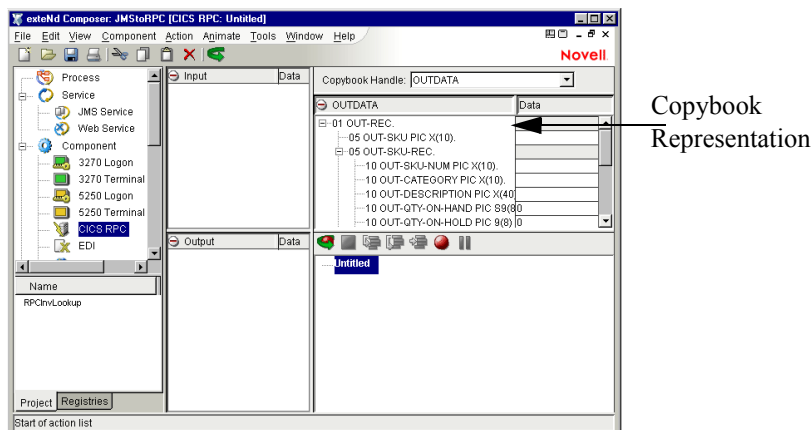 exteNd Composer: JMStoRPC [CICS RPC: Untitled]
File Edit View Component Action Animate Tools Window Help
Novell
Process
Service
JMS Service
Web Service
Component
3270 Logon
3270 Terminal
5250 Logon
5250 Terminal
CICS RPC
EDI
Name
RPCInvLookup
Project Registries
Input Data
Output Data
Copybook Handle: OUTDATA
OUTDATA Data
01 OUT-REC.
05 OUT-SKU PIC X(10).
05 OUT-SKU-REC.
10 OUT-SKU-NUM PIC X(10).
10 OUT-CATEGORY PIC X(10).
10 OUT-DESCRIPTION PIC X(40)
10 OUT-QTY-ON-HAND PIC S9(8 0
10 OUT-QTY-ON-HOLD PIC 9(8) 0
Untitled
Start of action list
Copybook
Representation